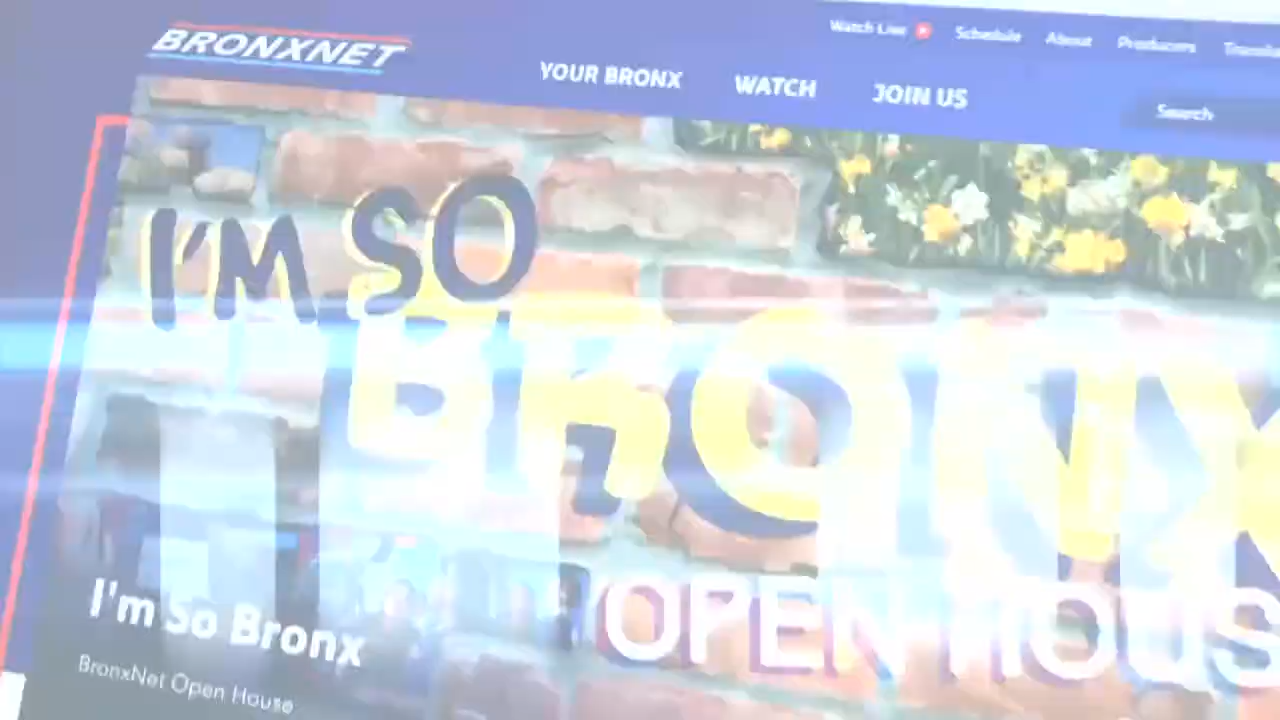 BRONXNET
Watch Live
Schedule
About
Producers
YOUR BRONX
WATCH
JOIN US
Search
I'M SO
BRONX
OPEN HOUS
I'm So Bronx
BronxNet Open House